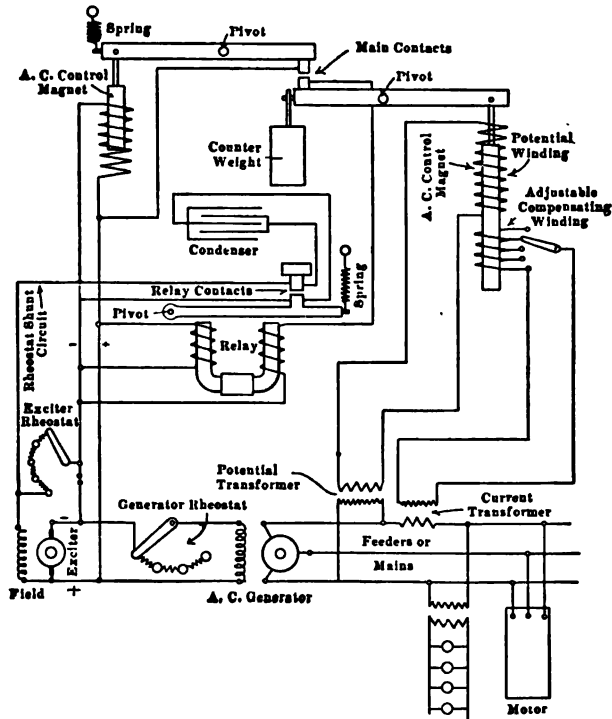 Spring
Pivot
Main Contacts
A. C. Control
Magnet
Pivot
Counter
Weight
A. C. Control
Magnet
Potential
Winding
Adjustable
Compensating
Winding
Condenser
Relay Contacts
Spring
Pivot
Rheostat Shunt
Circuit
- +
Relay
Exciter
Rheostat
Potential
Transformer
Generator Rheostat
Current
Transformer
-
Exciter
+
Feeders or
Mains
Field
A. C. Generator
Motor